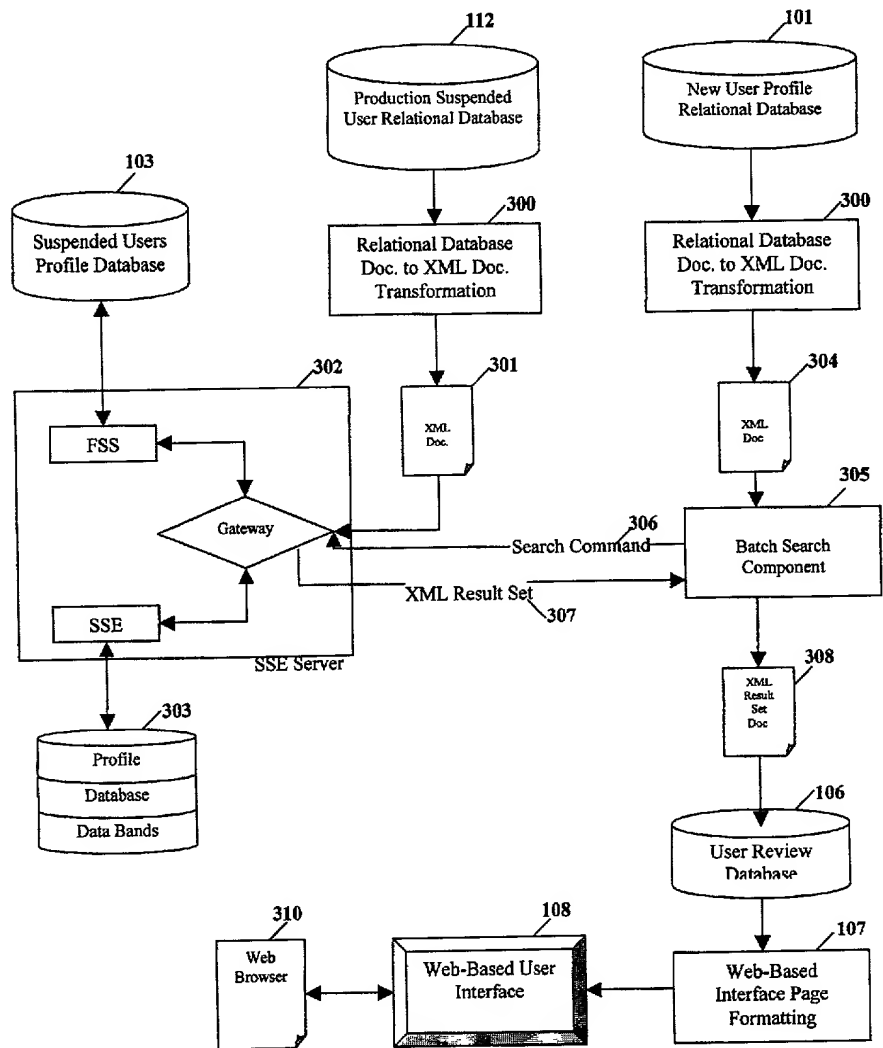 112
101
Production Suspended
User Relational Database
New User Profile
Relational Database
103
Suspended Users
Profile Database
300
Relational Database
Doc. to XML Doc.
Transformation
300
Relational Database
Doc. to XML Doc.
Transformation
302
301
XML
Doc.
304
XML
Doc
FSS
Gateway
SSE
SSE Server
305
306
Search Command
Batch Search
Component
XML Result Set
307
308
XML
Result
Set
Doc
303
Profile
Database
Data Bands
106
User Review
Database
310
Web
Browser
108
Web-Based User
Interface
107
Web-Based
Interface Page
Formatting